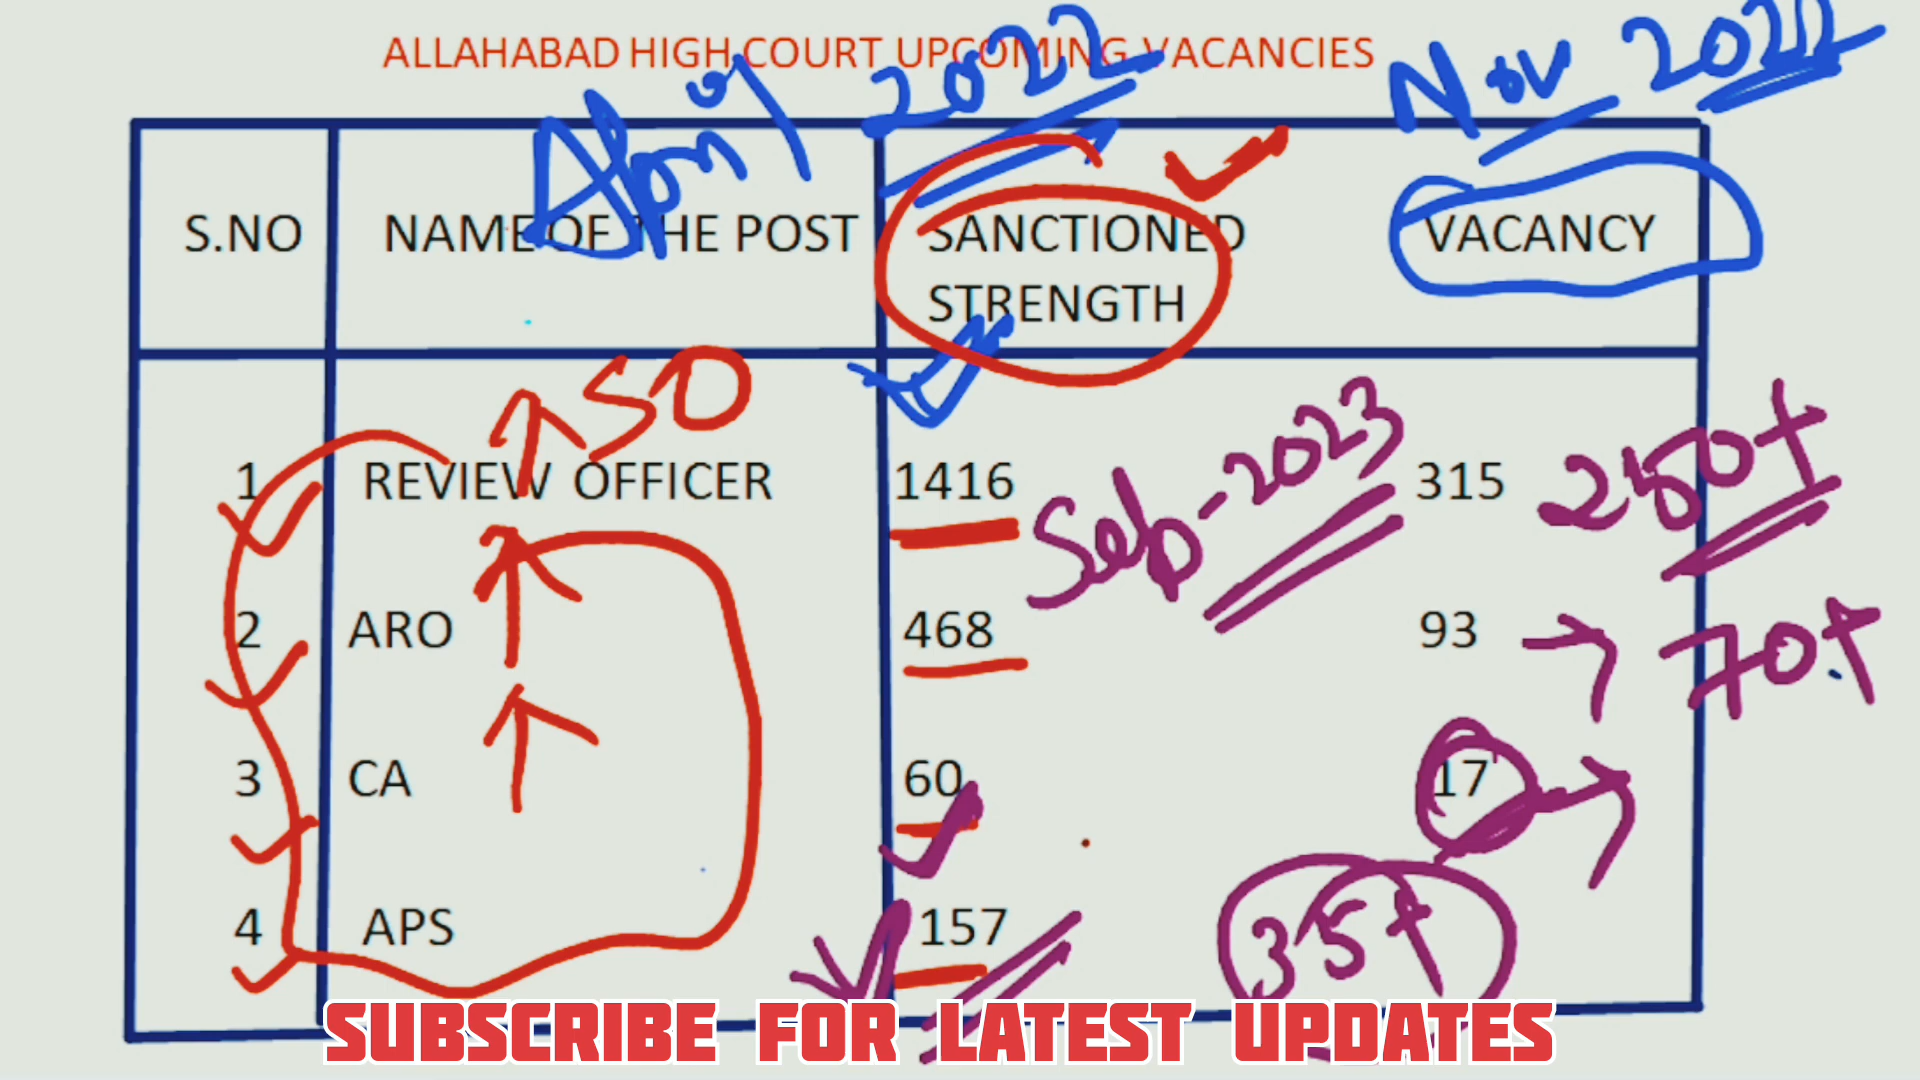 ALLAHABAD HIGH COURT UPCOMING VACANCIES
April 2022
Nov 2022
S.NO NAME OF THE POST SANCTIONED STRENGTH VACANCY
SO
1 REVIEW OFFICER 1416 315 250+
Sep-2023
2 ARO 468 93 70+
3 CA 60 17
4 APS 157 35+
SUBSCRIBE FOR LATEST UPDATES